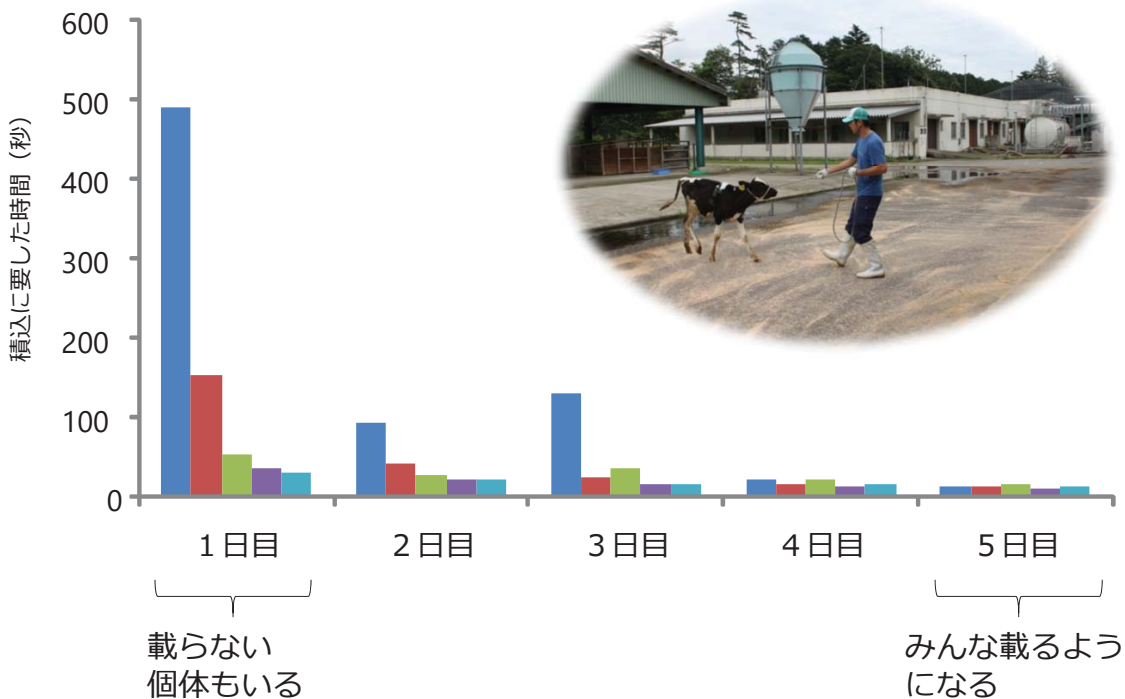 600
500
400
300
200
100
0
積込に要した時間（秒）
１日目
２日目
３日目
４日目
５日目
載らない
個体もいる
みんな載るよう
になる